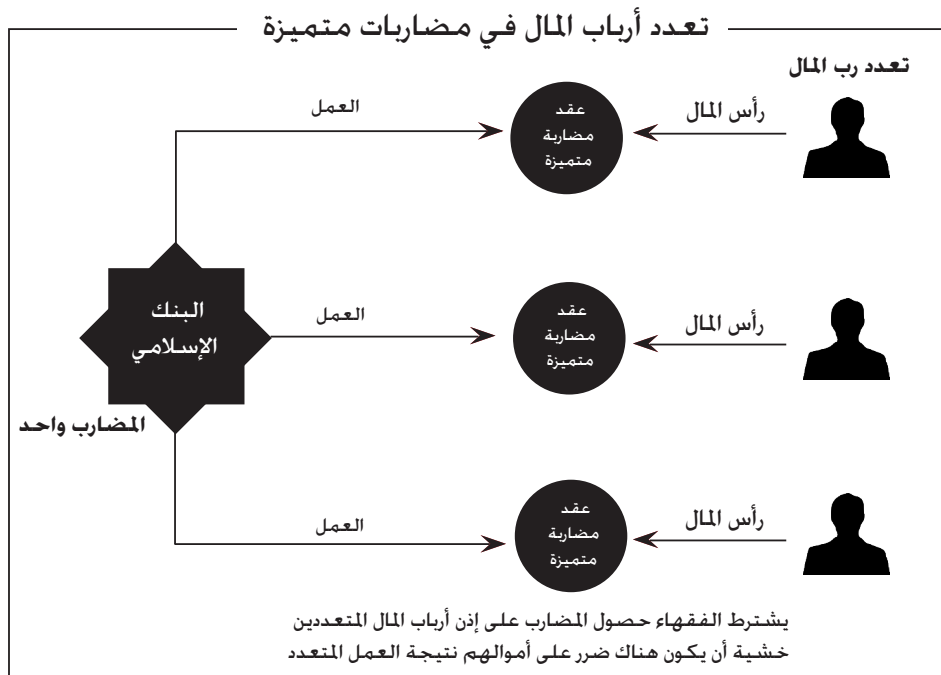 تعدد أرباب المال في مضاربات متميزة
تعدد رب المال
رأس المال
عقد
مضاربة
متميزة
العمل
رأس المال
عقد
مضاربة
متميزة
العمل
البنك
الإسلامي
المضارب واحد
رأس المال
عقد
مضاربة
متميزة
العمل
يشترط الفقهاء حصول المضارب على إذن أرباب المال المتعددين
خشية أن يكون هناك ضرر على أموالهم نتيجة العمل المتعدد